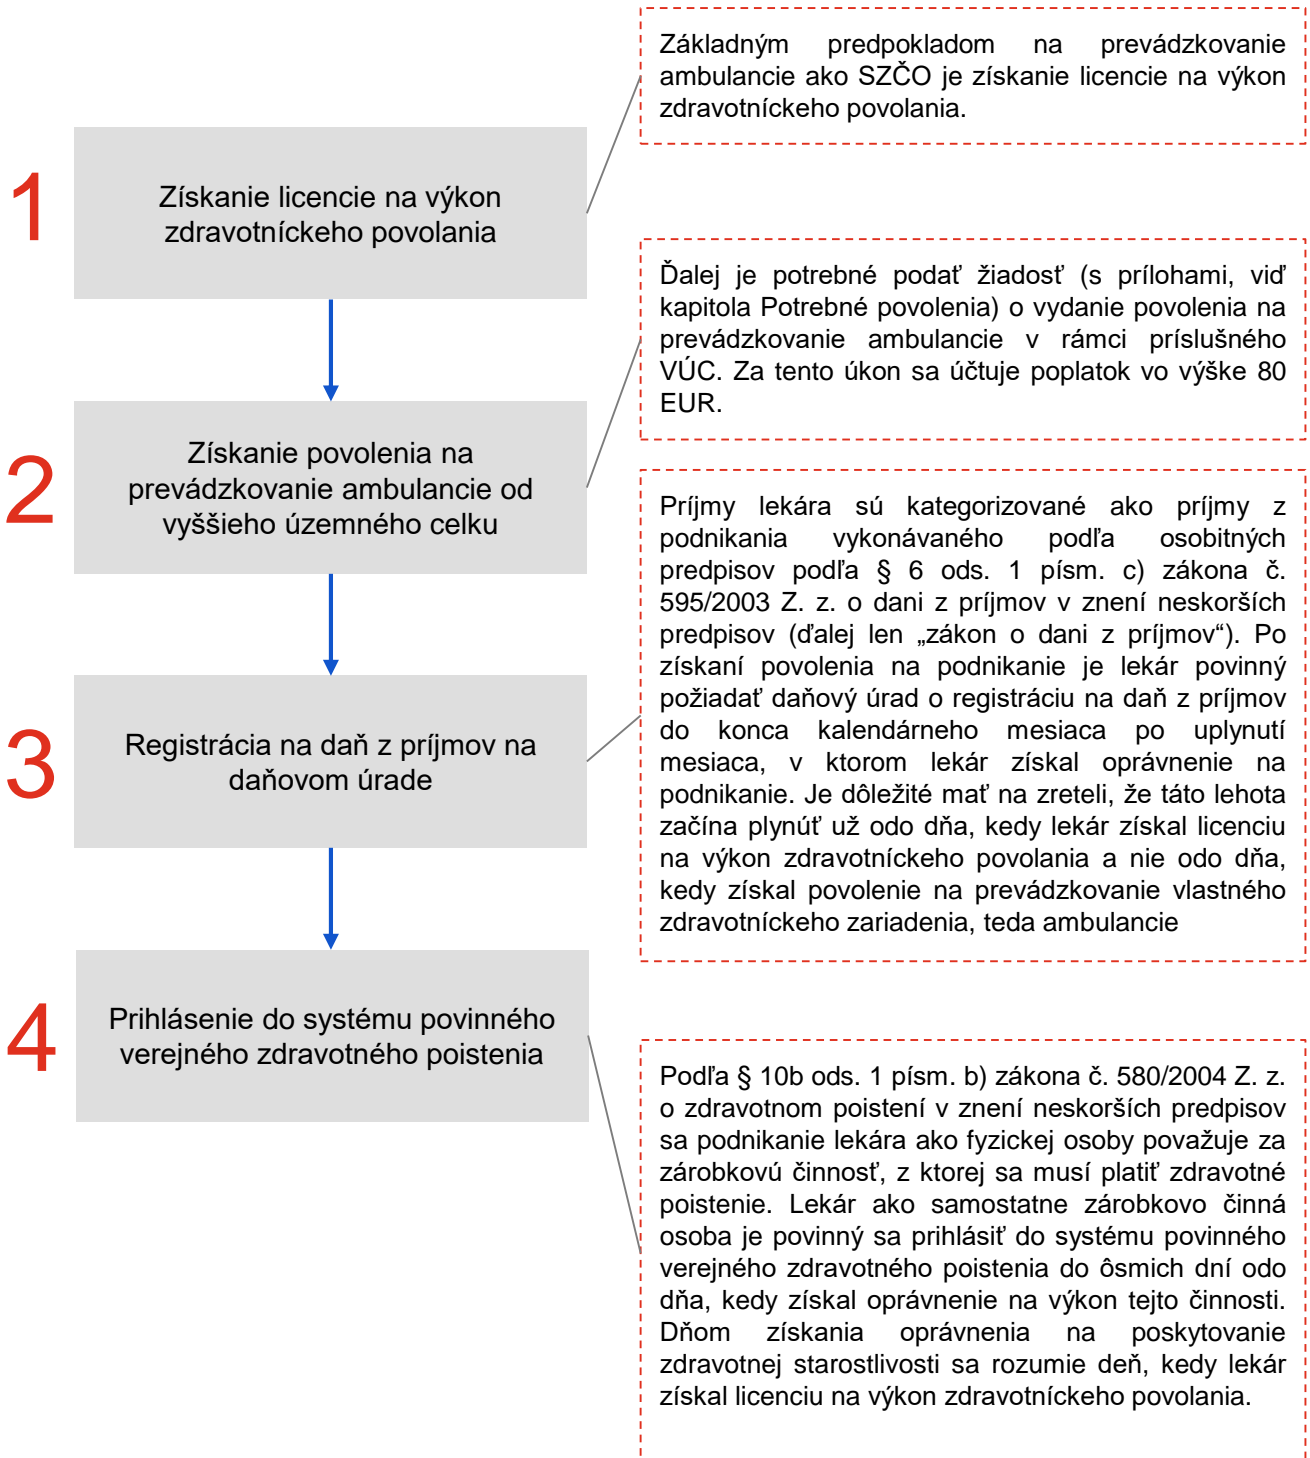 1
Získanie licencie na výkon
zdravotníckeho povolania
Základným predpokladom na prevádzkovanie
ambulancie ako SZČO je získanie licencie na výkon
zdravotníckeho povolania.
2
Získanie povolenia na
prevádzkovanie ambulancie od
vyššieho územného celku
Ďalej je potrebné podať žiadosť (s prílohami, viď
kapitola Potrebné povolenia) o vydanie povolenia na
prevádzkovanie ambulancie v rámci príslušného
VÚC. Za tento úkon sa účtuje poplatok vo výške 80
EUR.
3
Registrácia na daň z príjmov na
daňovom úrade
Príjmy lekára sú kategorizované ako príjmy z
podnikania vykonávaného podľa osobitných
predpisov podľa § 6 ods. 1 písm. c) zákona č.
595/2003 Z. z. o dani z príjmov v znení neskorších
predpisov (ďalej len „zákon o dani z príjmov“). Po
získaní povolenia na podnikanie je lekár povinný
požiadať daňový úrad o registráciu na daň z príjmov
do konca kalendárneho mesiaca po uplynutí
mesiaca, v ktorom lekár získal oprávnenie na
podnikanie. Je dôležité mať na zreteli, že táto lehota
začína plynúť už odo dňa, kedy lekár získal licenciu
na výkon zdravotníckeho povolania a nie odo dňa,
kedy získal povolenie na prevádzkovanie vlastného
zdravotníckeho zariadenia, teda ambulancie
4
Prihlásenie do systému povinného
verejného zdravotného poistenia
Podľa § 10b ods. 1 písm. b) zákona č. 580/2004 Z. z.
o zdravotnom poistení v znení neskorších predpisov
sa podnikanie lekára ako fyzickej osoby považuje za
zárobkovú činnosť, z ktorej sa musí platiť zdravotné
poistenie. Lekár ako samostatne zárobkovo činná
osoba je povinný sa prihlásiť do systému povinného
verejného zdravotného poistenia do ôsmich dní odo
dňa, kedy získal oprávnenie na výkon tejto činnosti.
Dňom získania oprávnenia na poskytovanie
zdravotnej starostlivosti sa rozumie deň, kedy lekár
získal licenciu na výkon zdravotníckeho povolania.